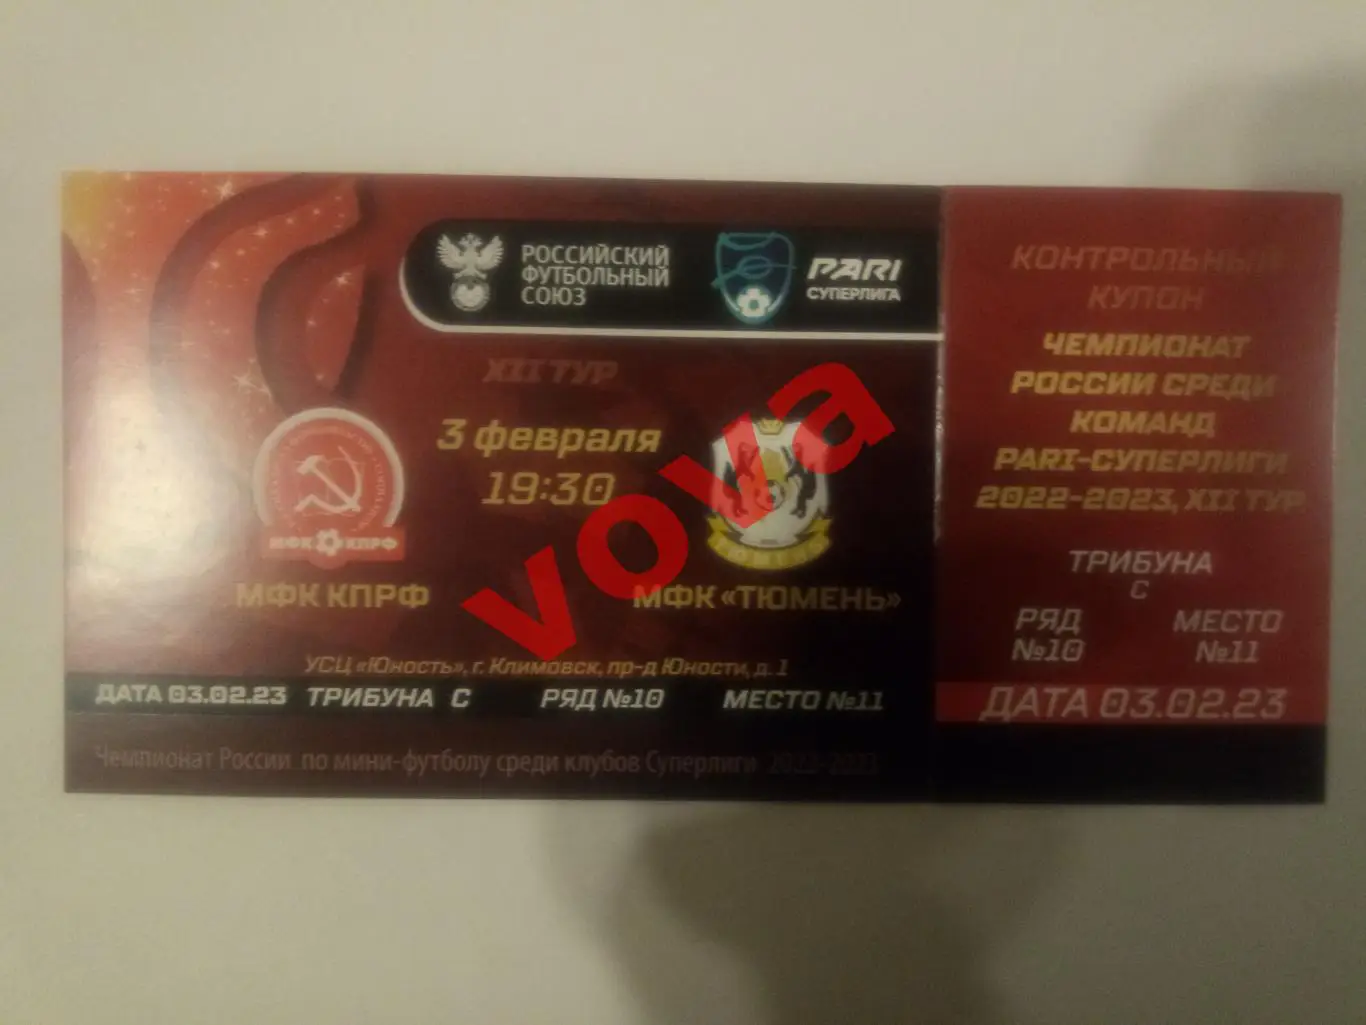 РОССИЙСКИЙ
ФУТБОЛЬНЫЙ
СОЮЗ
PARI
СУПЕРЛИГА
XII ТУР
3 февраля
19:30
МФК КПРФ
МФК КПРФ
МФК «ТЮМЕНЬ»
vova
УСЦ «Юность», г. Климовск, пр-д Юности, д. 1
ДАТА 03.02.23 ТРИБУНА С РЯД №10 МЕСТО №11
Чемпионат России по мини-футболу среди клубов Суперлиги 2022-2023
КОНТРОЛЬНЫЙ
КУПОН
ЧЕМПИОНАТ
РОССИИ СРЕДИ
КОМАНД
PARI-СУПЕРЛИГИ
2022-2023, XII ТУР
ТРИБУНА
С
РЯД МЕСТО
№10 №11
ДАТА 03.02.23